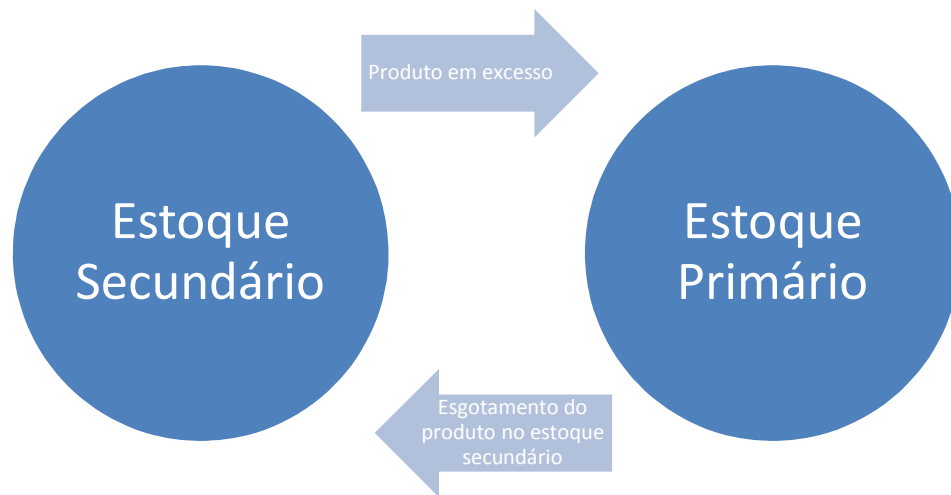 Produto em excesso
Estoque
Secundário
Estoque
Primário
Esgotamento do
produto no estoque
secundário